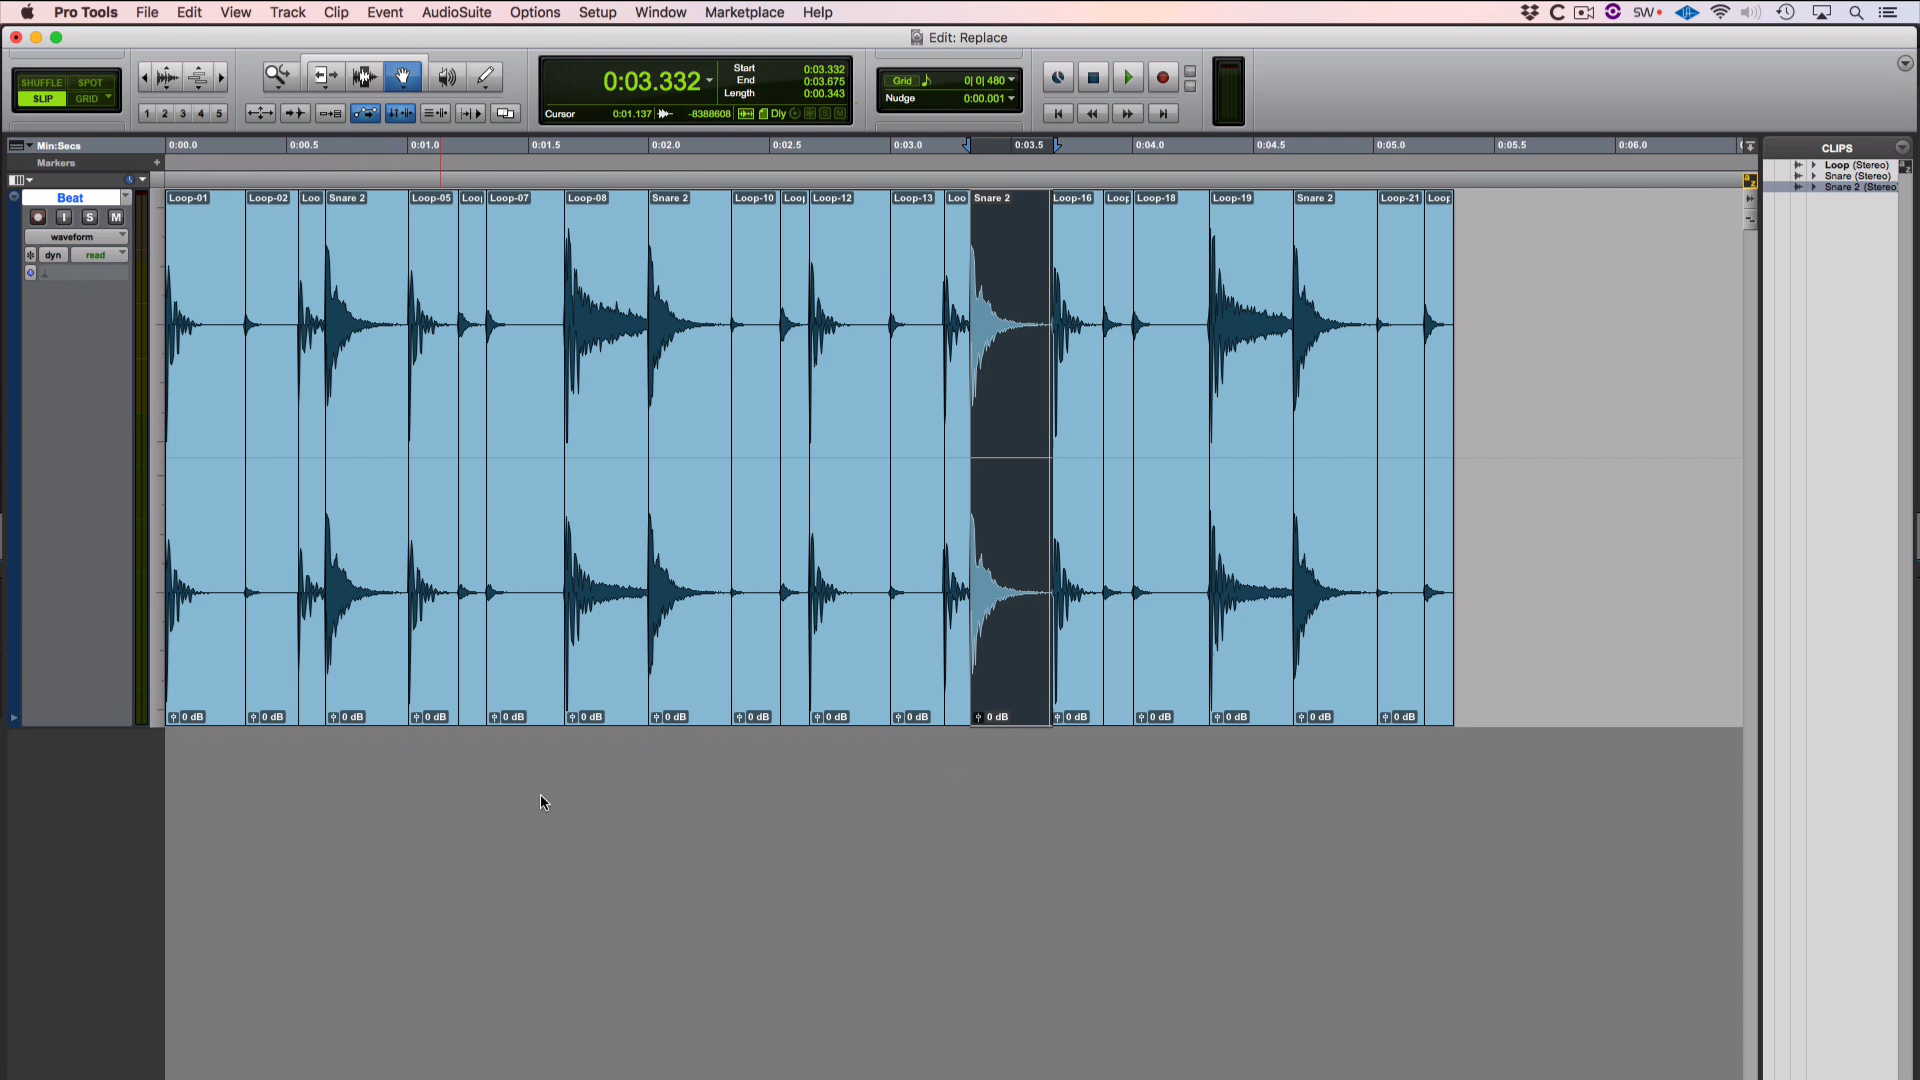 Pro Tools File Edit View Track Clip Event AudioSuite Options Setup Window Marketplace Help SW
Edit: Replace
SHUFFLE SPOT
SLIP GRID
1 2 3 4 5
0:03.332
Start 0:03.332
End 0:03.675
Length 0:00.343
Cursor 0:01.137 -8388608 Dly
Grid 0| 0| 480
Nudge 0:00.001
Min:Secs 0:00.0 0:00.5 0:01.0 0:01.5 0:02.0 0:02.5 0:03.0 0:03.5 0:04.0 0:04.5 0:05.0 0:05.5 0:06.0
Markers +
CLIPS
Loop (Stereo)
Snare (Stereo)
Snare 2 (Stereo
Beat
I S M
waveform
dyn read
Loop-01 Loop-02 Loo Snare 2 Loop-05 Loop Loop-07 Loop-08 Snare 2 Loop-10 Loop Loop-12 Loop-13 Loo Snare 2 Loop-16 Loop Loop-18 Loop-19 Snare 2 Loop-21 Loop
0 dB 0 dB 0 dB 0 dB 0 dB 0 dB 0 dB 0 dB 0 dB 0 dB 0 dB 0 dB 0 dB 0 dB 0 dB 0 dB